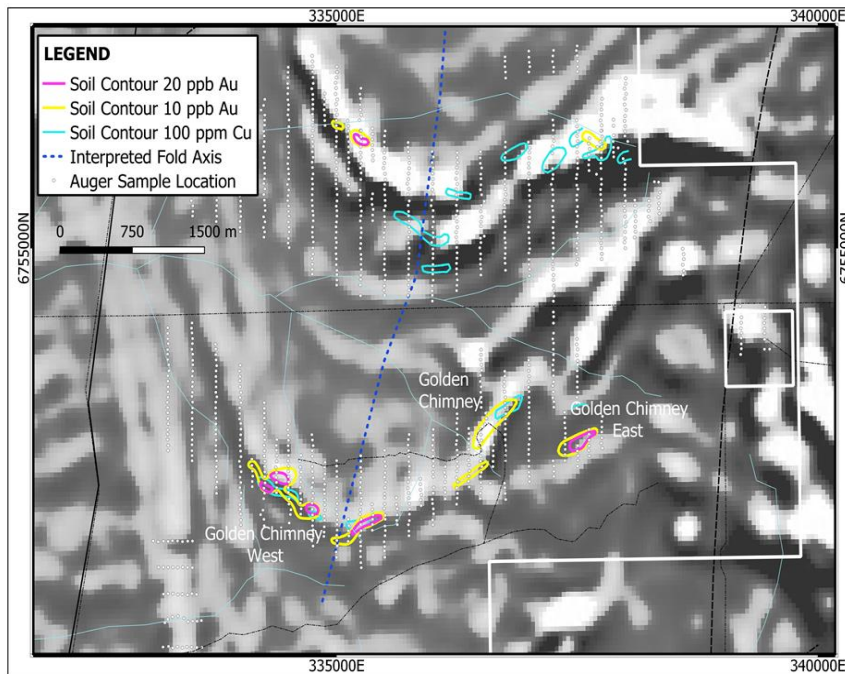 335000E
340000E
LEGEND
Soil Contour 20 ppb Au
Soil Contour 10 ppb Au
Soil Contour 100 ppm Cu
Interpreted Fold Axis
Auger Sample Location
0 750 1500 m
6755000N
6755000N
Golden
Chimney
Golden Chimney
East
Golden Chimney
West
335000E
340000E